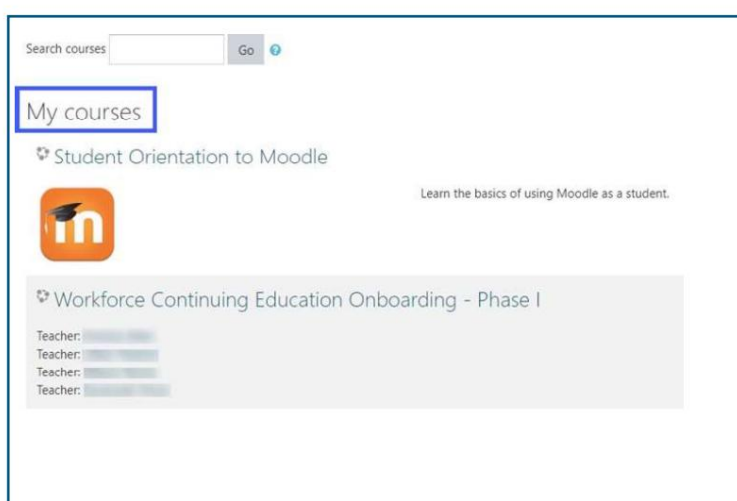 Search courses Go ?
My courses
Student Orientation to Moodle
m
Learn the basics of using Moodle as a student.
Workforce Continuing Education Onboarding - Phase I
Teacher:
Teacher:
Teacher:
Teacher: